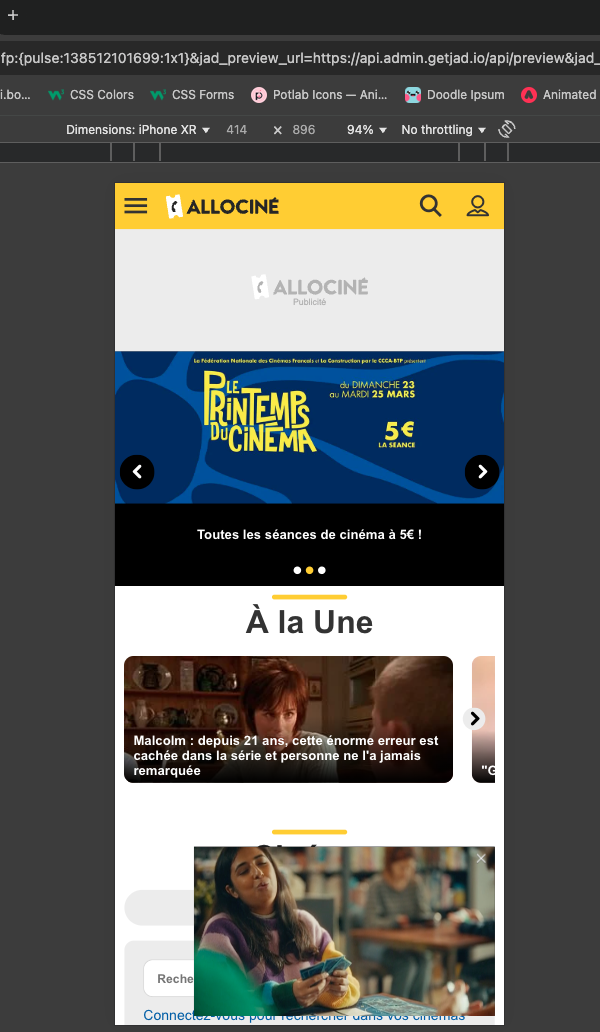 fp:{pulse:138512101699:1x1}&jad_preview_url=https://api.admin.getjad.io/api/preview&jad_
i.bo...
CSS Colors
CSS Forms
Potlab Icons — Ani...
Doodle Ipsum
Animated
Dimensions: iPhone XR
414
×
896
94%
No throttling
ALLOCINÉ
ALLOCINÉ
Publicité
La Fédération Nationale des Cinémas Français et La Construction par le CCCA-BTP présentent
LE
PRINTEMPS
DU CINÉMA
du DIMANCHE 23
au MARDI 25 MARS
5€
LA SEANCE
Toutes les séances de cinéma à 5€ !
À la Une
Malcolm : depuis 21 ans, cette énorme erreur est
cachée dans la série et personne ne l'a jamais
remarquée
"G
Reche
Connectez-vous pour rechercher dans vos cinémas